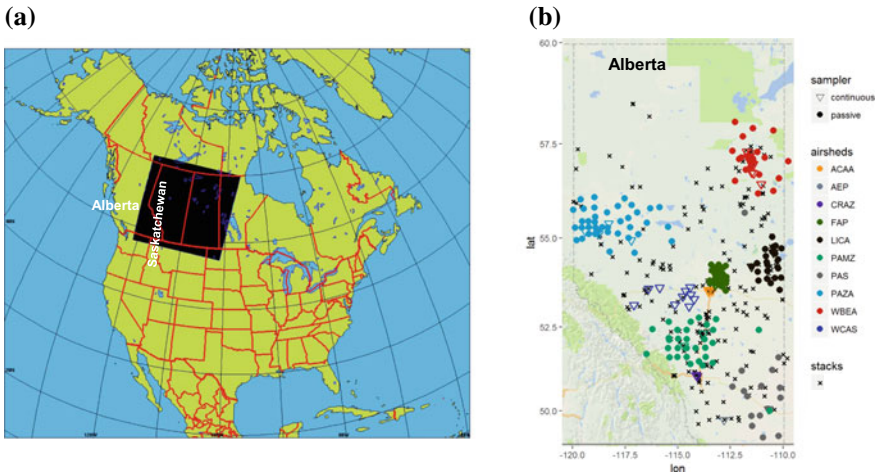 (a)
(b)
Alberta
Saskatchewan
Alberta
60.0
57.5
55.0
52.5
50.0
lat
-120.0 -117.5 -115.0 -112.5 -110.0
lon
sampler
continuous
passive
airsheds
ACAA
AEP
CRAZ
FAP
LICA
PAMZ
PAS
PAZA
WBEA
WCAS
stacks